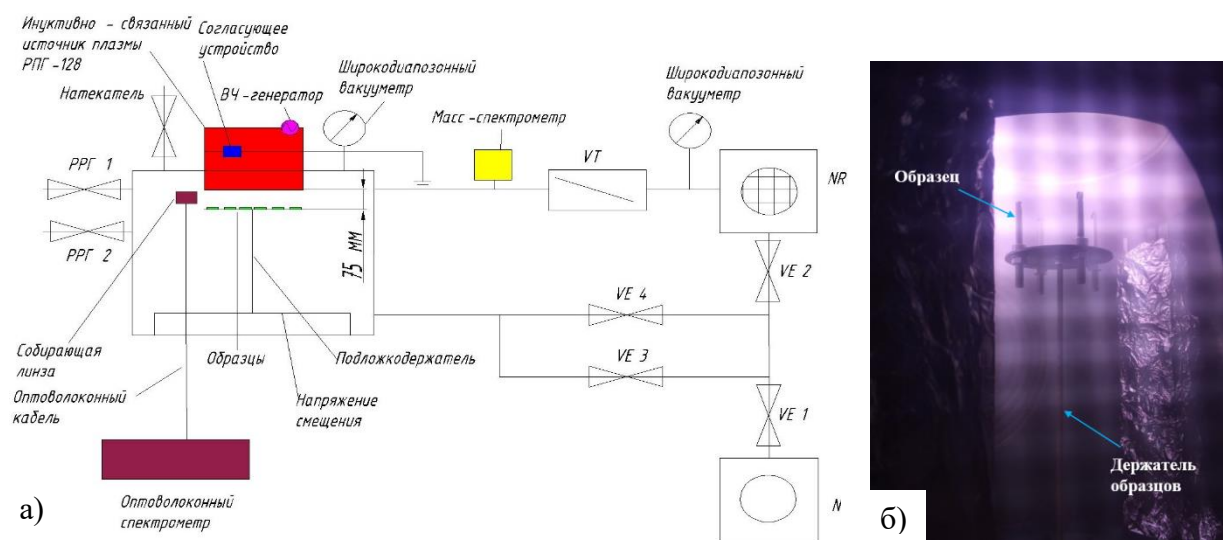 Инуктивно - связанный
источник плазмы
РПГ-128
Согласующее
устройство
Натекатель
ВЧ-генератор
Широкодиапозонный
вакууметр
Масс-спектрометр
Широкодиапозонный
вакууметр
VT
NR
РРГ 1
РРГ 2
75 ММ
VE 2
VE 4
VE 3
VE 1
Собирающая
линза
Образцы
Подложкодержатель
Оптоволоконный
кабель
Напряжение
смещения
Оптоволоконный
спектрометр
N
а)
Образец
Держатель
образцов
б)